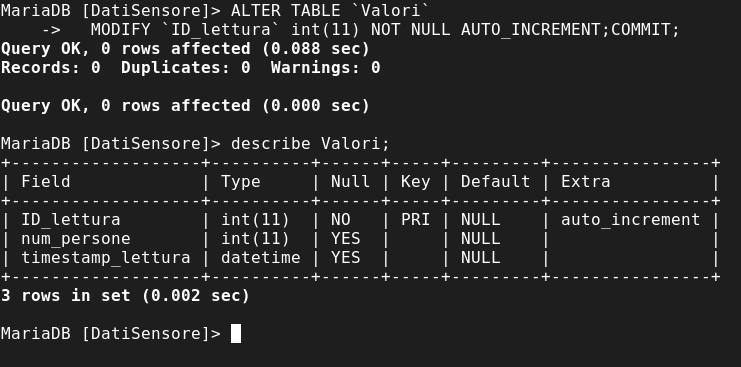 MariaDB [DatiSensore]> ALTER TABLE `Valori`
    ->   MODIFY `ID_lettura` int(11) NOT NULL AUTO_INCREMENT;COMMIT;
Query OK, 0 rows affected (0.088 sec)
Records: 0  Duplicates: 0  Warnings: 0

Query OK, 0 rows affected (0.000 sec)

MariaDB [DatiSensore]> describe Valori;
+-------------------+----------+------+-----+---------+----------------+
| Field             | Type     | Null | Key | Default | Extra          |
+-------------------+----------+------+-----+---------+----------------+
| ID_lettura        | int(11)  | NO   | PRI | NULL    | auto_increment |
| num_persone       | int(11)  | YES  |     | NULL    |                |
| timestamp_lettura | datetime | YES  |     | NULL    |                |
+-------------------+----------+------+-----+---------+----------------+
3 rows in set (0.002 sec)

MariaDB [DatiSensore]>